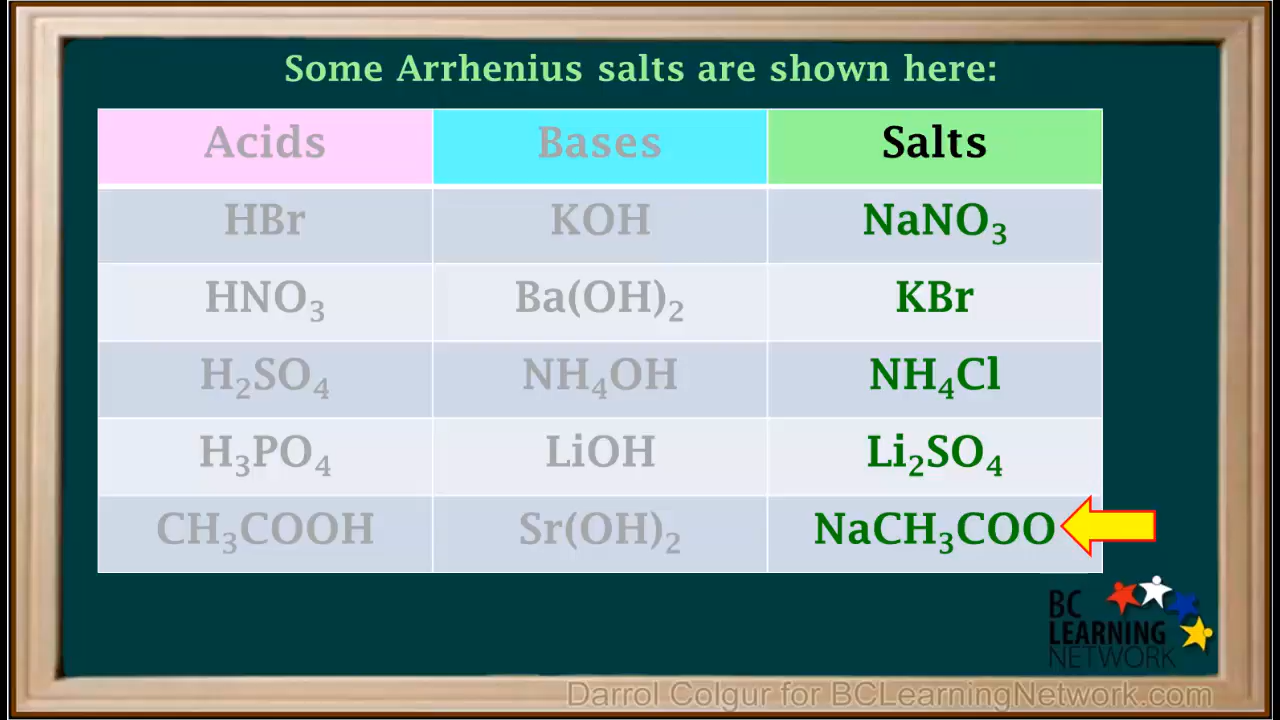 Some Arrhenius salts are shown here:
Acids Bases Salts
HBr KOH NaNO₃
HNO₃ Ba(OH)₂ KBr
H₂SO₄ NH₄OH NH₄Cl
H₃PO₄ LiOH Li₂SO₄
CH₃COOH Sr(OH)₂ NaCH₃COO
BC
LEARNING
NETWORK
Darrol Colgur for BCLearningNetwork.com